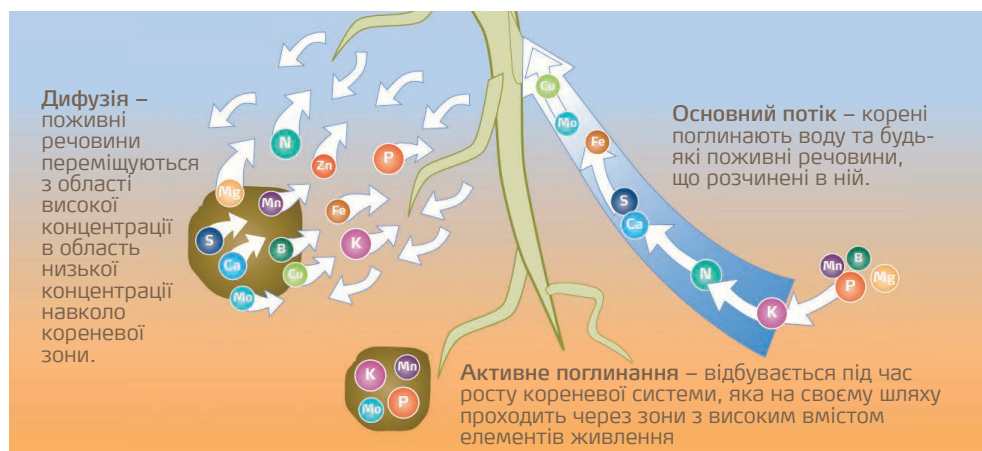 Дифузія –
поживні
речовини
переміщуються
з області
високої
концентрації
в область
низької
концентрації
навколо
кореневої
зони.
N
Zn
P
Mg
Mn
Fe
S
B
K
Ca
Cu
Mo
Cu
Mo
Fe
S
Ca
N
K
Основний потік – корені
поглинають воду та будь-
які поживні речовини,
що розчинені в ній.
Mn
B
P
Mg
K
Mn
Mo
P
Активне поглинання – відбувається під час
росту кореневої системи, яка на своєму шляху
проходить через зони з високим вмістом
елементів живлення